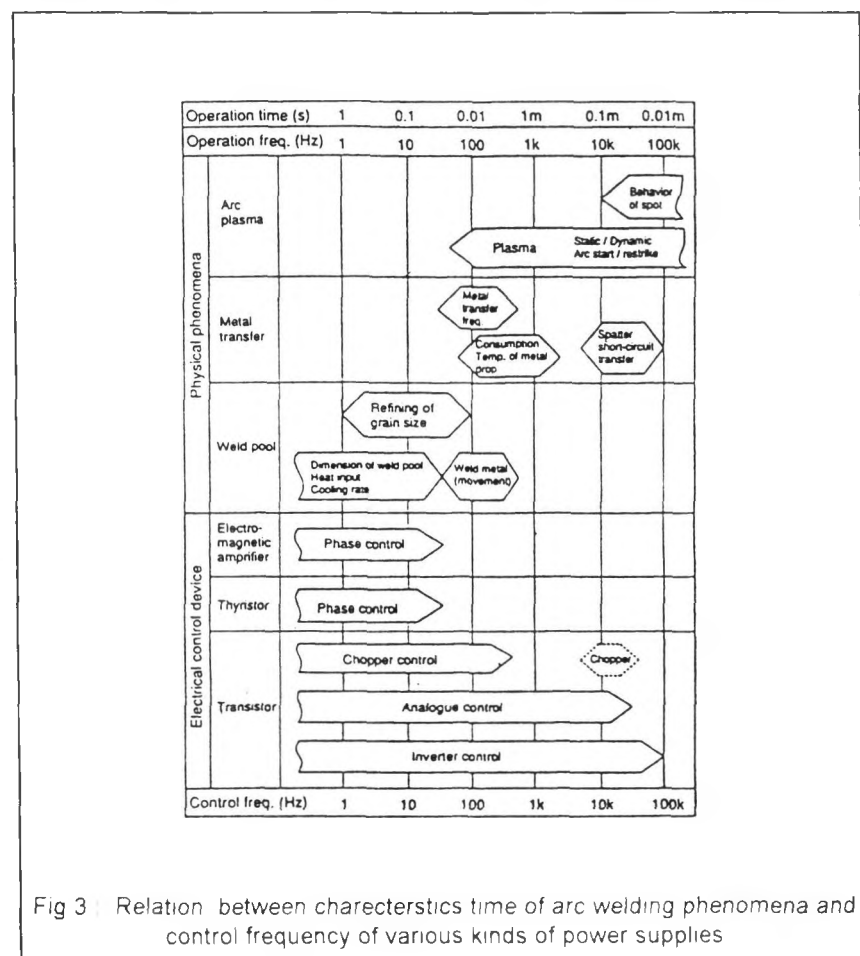 Operation time (s) 1 0.1 0.01 1m 0.1m 0.01m
Operation freq. (Hz) 1 10 100 1k 10k 100k
Physical phenomena
Arc
plasma
Behavior
of spot
Plasma Static / Dynamic
Arc start / restrike
Metal
transfer
Metal
transfer
freq.
Consumption
Temp. of metal
prop
Spatter
short-circuit
transfer
Weld pool
Refining of
grain size
Dimension of weld pool
Heat input
Cooling rate
Weld metal
(movement)
Electrical control device
Electro-
magnetic
amprifier
Phase control
Thyristor
Phase control
Transistor
Chopper control
Chopper
Analogue control
Inverter control
Control freq. (Hz) 1 10 100 1k 10k 100k
Fig 3 : Relation between charecterstics time of arc welding phenomena and
control frequency of various kinds of power supplies